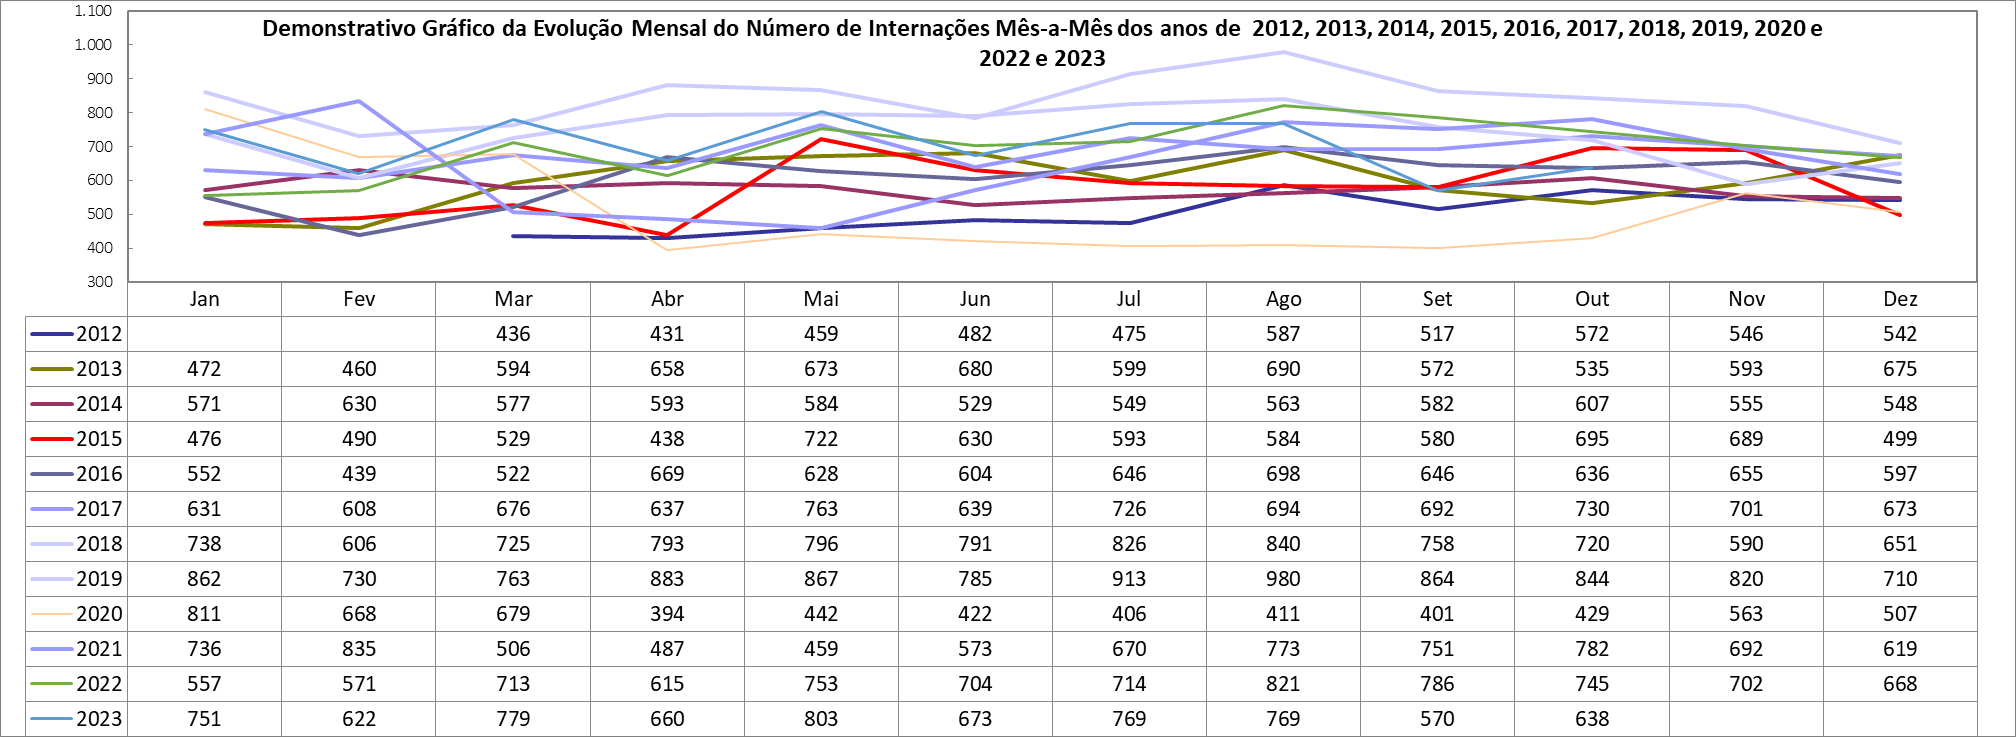 Demonstrativo Gráfico da Evolução Mensal do Número de Internações Mês-a-Mês dos anos de 2012, 2013, 2014, 2015, 2016, 2017, 2018, 2019, 2020 e
2022 e 2023
1.100
1.000
900
800
700
600
500
400
300
Jan Fev Mar Abr Mai Jun Jul Ago Set Out Nov Dez
2012 436 431 459 482 475 587 517 572 546 542
2013 472 460 594 658 673 680 599 690 572 535 593 675
2014 571 630 577 593 584 529 549 563 582 607 555 548
2015 476 490 529 438 722 630 593 584 580 695 689 499
2016 552 439 522 669 628 604 646 698 646 636 655 597
2017 631 608 676 637 763 639 726 694 692 730 701 673
2018 738 606 725 793 796 791 826 840 758 720 590 651
2019 862 730 763 883 867 785 913 980 864 844 820 710
2020 811 668 679 394 442 422 406 411 401 429 563 507
2021 736 835 506 487 459 573 670 773 751 782 692 619
2022 557 571 713 615 753 704 714 821 786 745 702 668
2023 751 622 779 660 803 673 769 769 570 638